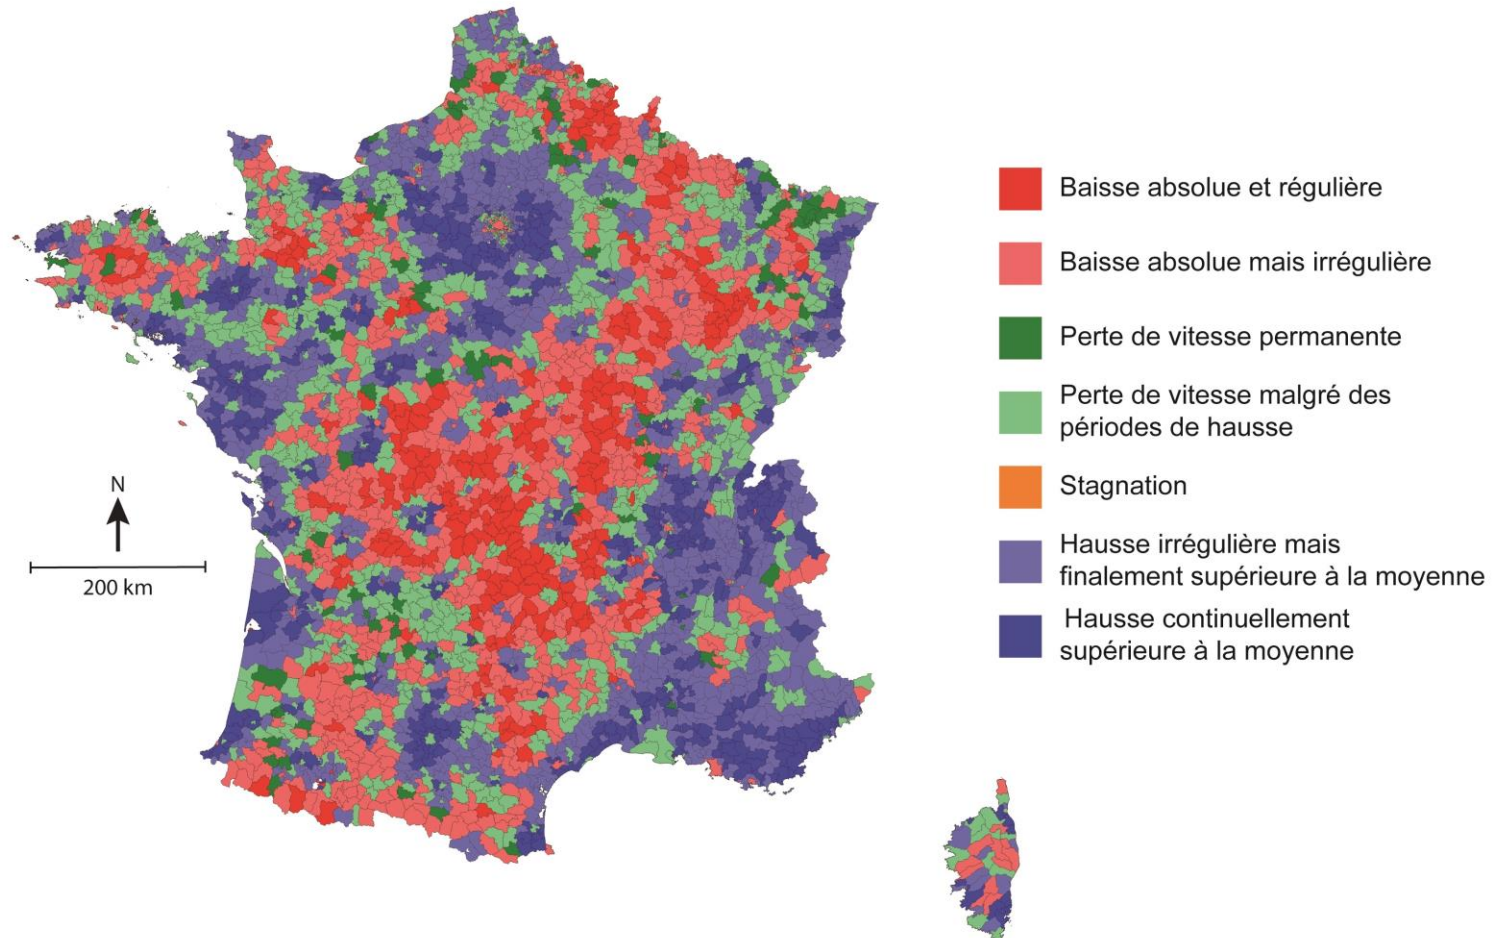 N
200 km
Baisse absolue et régulière
Baisse absolue mais irrégulière
Perte de vitesse permanente
Perte de vitesse malgré des
périodes de hausse
Stagnation
Hausse irrégulière mais
finalement supérieure à la moyenne
Hausse continuellement
supérieure à la moyenne